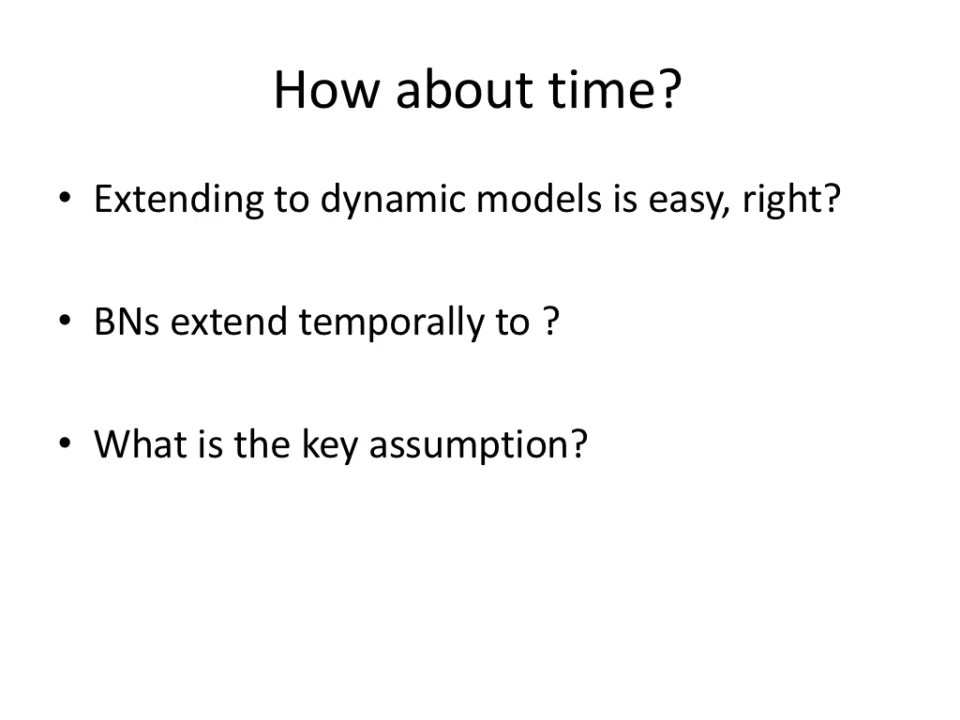 How about time?
• Extending to dynamic models is easy, right?
• BNs extend temporally to ?
• What is the key assumption?